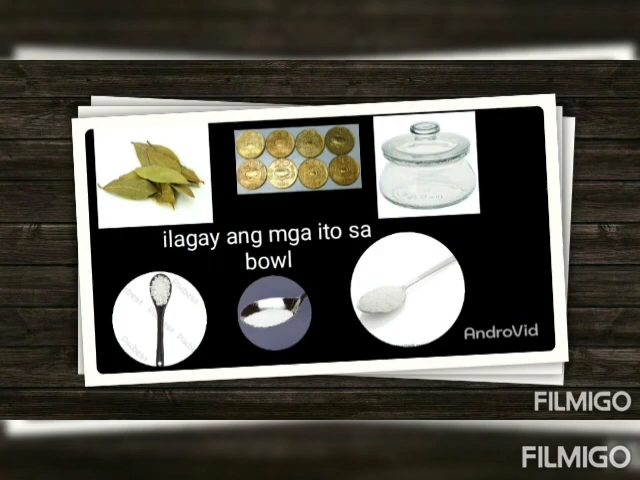 ilagay ang mga ito sa
bowl
AndroVid
FILMIGO
FILMIGO